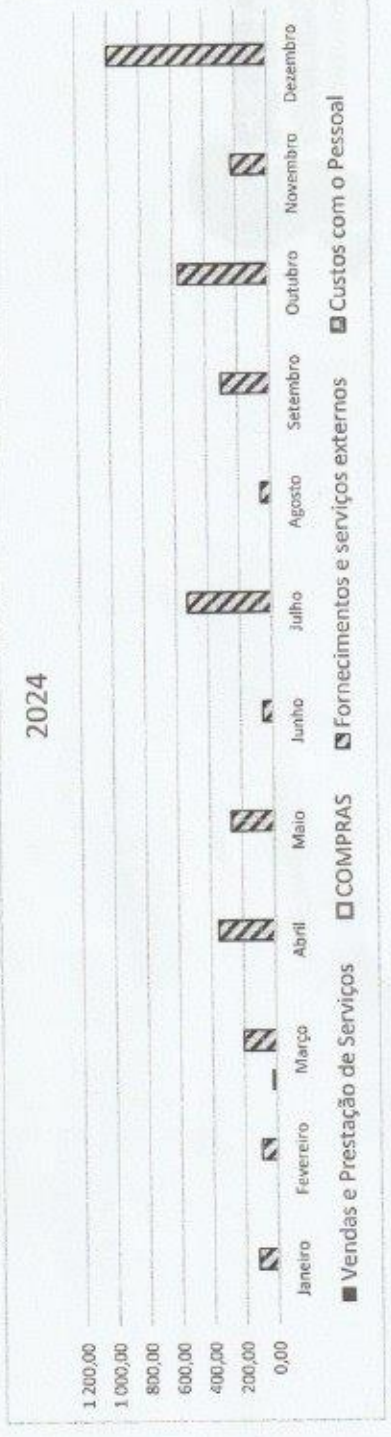 2024
1 200,00
1 000,00
800,00
600,00
400,00
200,00
0,00
Janeiro
Fevereiro
Março
Abril
Maio
Junho
Julho
Agosto
Setembro
Outubro
Novembro
Dezembro
Vendas e Prestação de Serviços
COMPRAS
Fornecimentos e serviços externos
Custos com o Pessoal